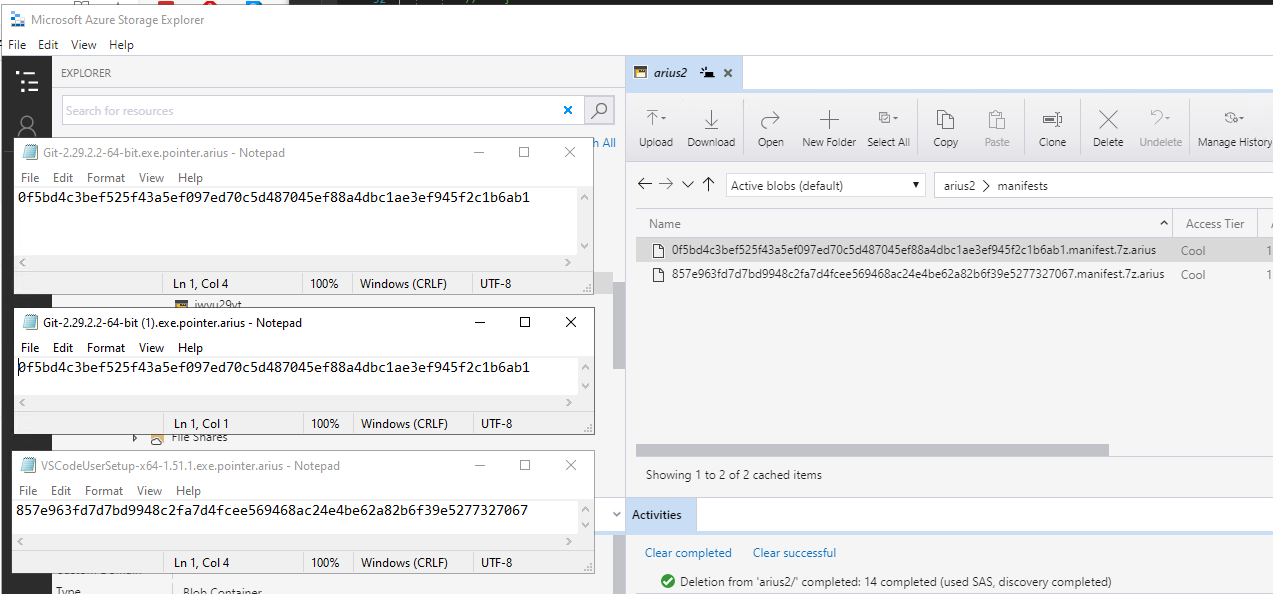 Microsoft Azure Storage Explorer
File Edit View Help
EXPLORER
Search for resources
Git-2.29.2.2-64-bit.exe.pointer.arius - Notepad
File Edit Format View Help
0f5bd4c3bef525f43a5ef097ed70c5d487045ef88a4dbc1ae3ef945f2c1b6ab1
Ln 1, Col 4 100% Windows (CRLF) UTF-8
Git-2.29.2.2-64-bit (1).exe.pointer.arius - Notepad
File Edit Format View Help
0f5bd4c3bef525f43a5ef097ed70c5d487045ef88a4dbc1ae3ef945f2c1b6ab1
Ln 1, Col 1 100% Windows (CRLF) UTF-8
File Shares
VSCodeUserSetup-x64-1.51.1.exe.pointer.arius - Notepad
File Edit Format View Help
857e963fd7d7bd9948c2fa7d4fcee569468ac24e4be62a82b6f39e5277327067
Ln 1, Col 4 100% Windows (CRLF) UTF-8
Type Blob Container
arius2
Upload Download Open New Folder Select All Copy Paste Clone Delete Undelete Manage History
Active blobs (default) arius2 > manifests
Name Access Tier
0f5bd4c3bef525f43a5ef097ed70c5d487045ef88a4dbc1ae3ef945f2c1b6ab1.manifest.7z.arius Cool
857e963fd7d7bd9948c2fa7d4fcee569468ac24e4be62a82b6f39e5277327067.manifest.7z.arius Cool
Showing 1 to 2 of 2 cached items
Activities
Clear completed Clear successful
Deletion from 'arius2/' completed: 14 completed (used SAS, discovery completed)